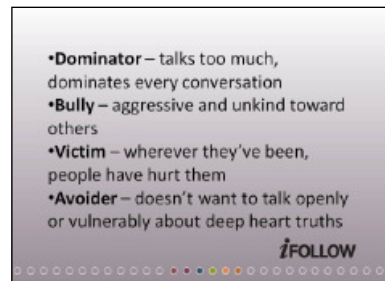 •Dominator – talks too much,
dominates every conversation
•Bully – aggressive and unkind toward
others
•Victim – wherever they've been,
people have hurt them
•Avoider – doesn't want to talk openly
or vulnerably about deep heart truths
iFOLLOW